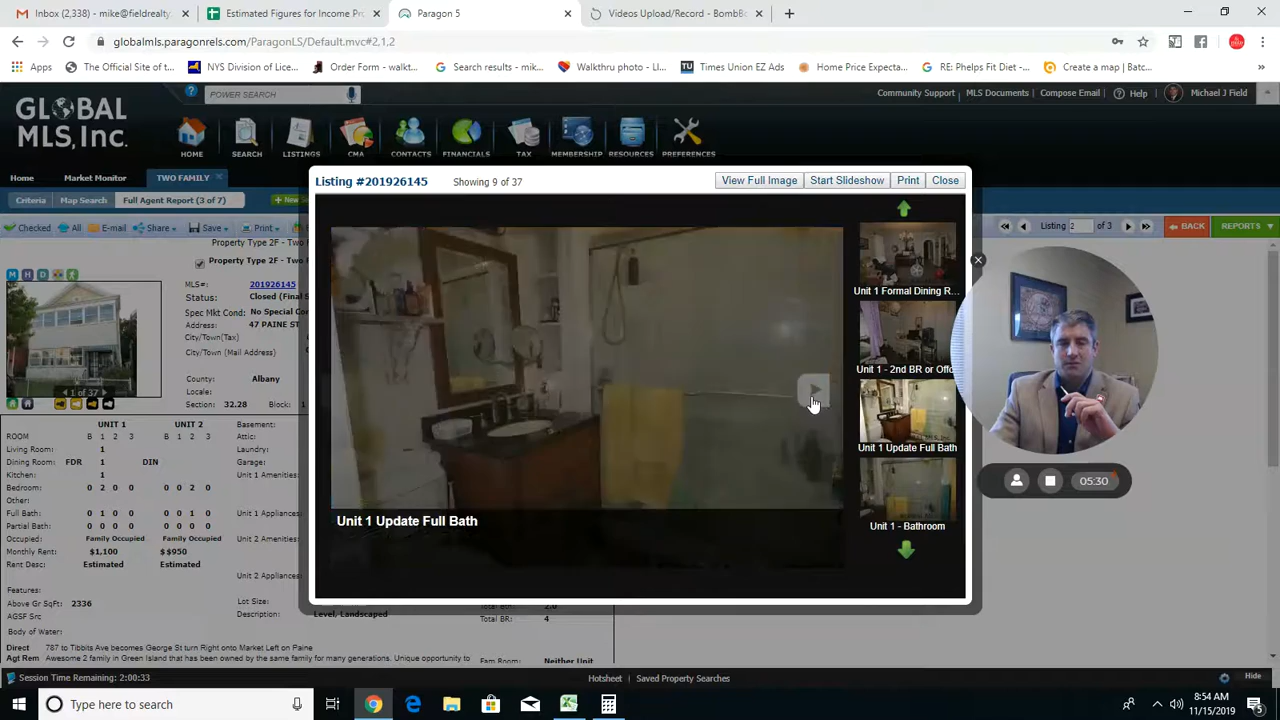 Inbox (2,338) - mike@fieldrealty
Estimated Figures for Income Pro
Paragon 5
Videos Upload/Record - BombBo
globalmls.paragonrels.com/ParagonLS/Default.mvc#2,1,2
Apps
The Official Site of t...
NYS Division of Lice...
Order Form - walkt...
Search results - mik...
Walkthru photo - LI...
Times Union EZ Ads
Home Price Expecta...
RE: Phelps Fit Diet -...
Create a map | Batc...
GLOBAL
MLS, Inc.
POWER SEARCH
Community Support
MLS Documents
Compose Email
Help
Michael J Field
HOME
SEARCH
LISTINGS
CMA
CONTACTS
FINANCIALS
TAX
MEMBERSHIP
RESOURCES
PREFERENCES
Home
Market Monitor
TWO FAMILY
Criteria
Map Search
Full Agent Report (3 of 7)
Checked
All
E-mail
Share
Save
Print
Listing 2 of 3
BACK
REPORTS
Listing #201926145
Showing 9 of 37
View Full Image
Start Slideshow
Print
Close
Property Type 2F - Two F
Property Type 2F - Two F
MLS#: 201926145
Status: Closed (Final S
Spec Mkt Cond: No Special Co
Address: 47 PAINE ST
City/Town(Tax)
City/Town (Mail Address)
County: Albany
Locale:
Section: 32.28 Block: 1
1 of 37
UNIT 1 UNIT 2
ROOM B 1 2 3 B 1 2 3
Living Room: 1
Dining Room: FDR 1 DIN
Kitchen: 1
Bedroom: 0 2 0 0 0 2 0
Other:
Full Bath: 0 1 0 0 0 0 1 0
Partial Bath: 0 0 0 0 0 0 0 0
Occupied: Family Occupied Family Occupied
Monthly Rent: $1,100 $$950
Rent Desc: Estimated Estimated
Features:
Above Gr SqFt: 2336
AGSF Src
Body of Water:
Basement:
Attic:
Laundry:
Garage:
Unit 1 Amenities:
Unit 1 Appliances:
Unit 2 Amenities:
Unit 2 Appliances:
Lot Size:
Description: Level, Landscaped
Total Bth: 2.0
Total BR: 4
Direct 787 to Tibbits Ave becomes George St turn Right onto Market Left on Paine
Agt Rem Awesome 2 family in Green Island that has been owned by the same family for many generations. Unique opportunity to
Fam Room: Neither Unit
Unit 1 Update Full Bath
Unit 1 Formal Dining R...
Unit 1 - 2nd BR or Offi
Unit 1 Update Full Bath
Unit 1 - Bathroom
05:30
Session Time Remaining: 2:00:33
Hotsheet
Saved Property Searches
Hide
Type here to search
8:54 AM
11/15/2019